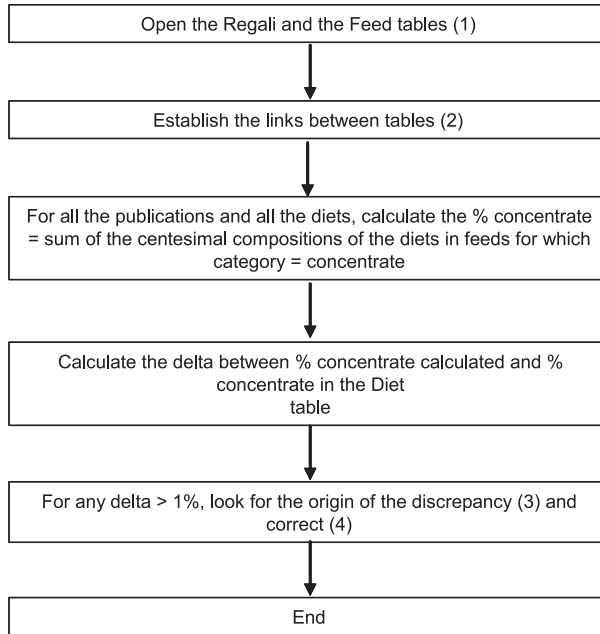 Open the Regali and the Feed tables (1)
Establish the links between tables (2)
For all the publications and all the diets, calculate the % concentrate
= sum of the centesimal compositions of the diets in feeds for which
category = concentrate
Calculate the delta between % concentrate calculated and %
concentrate in the Diet
table
For any delta > 1%, look for the origin of the discrepancy (3) and
correct (4)
End